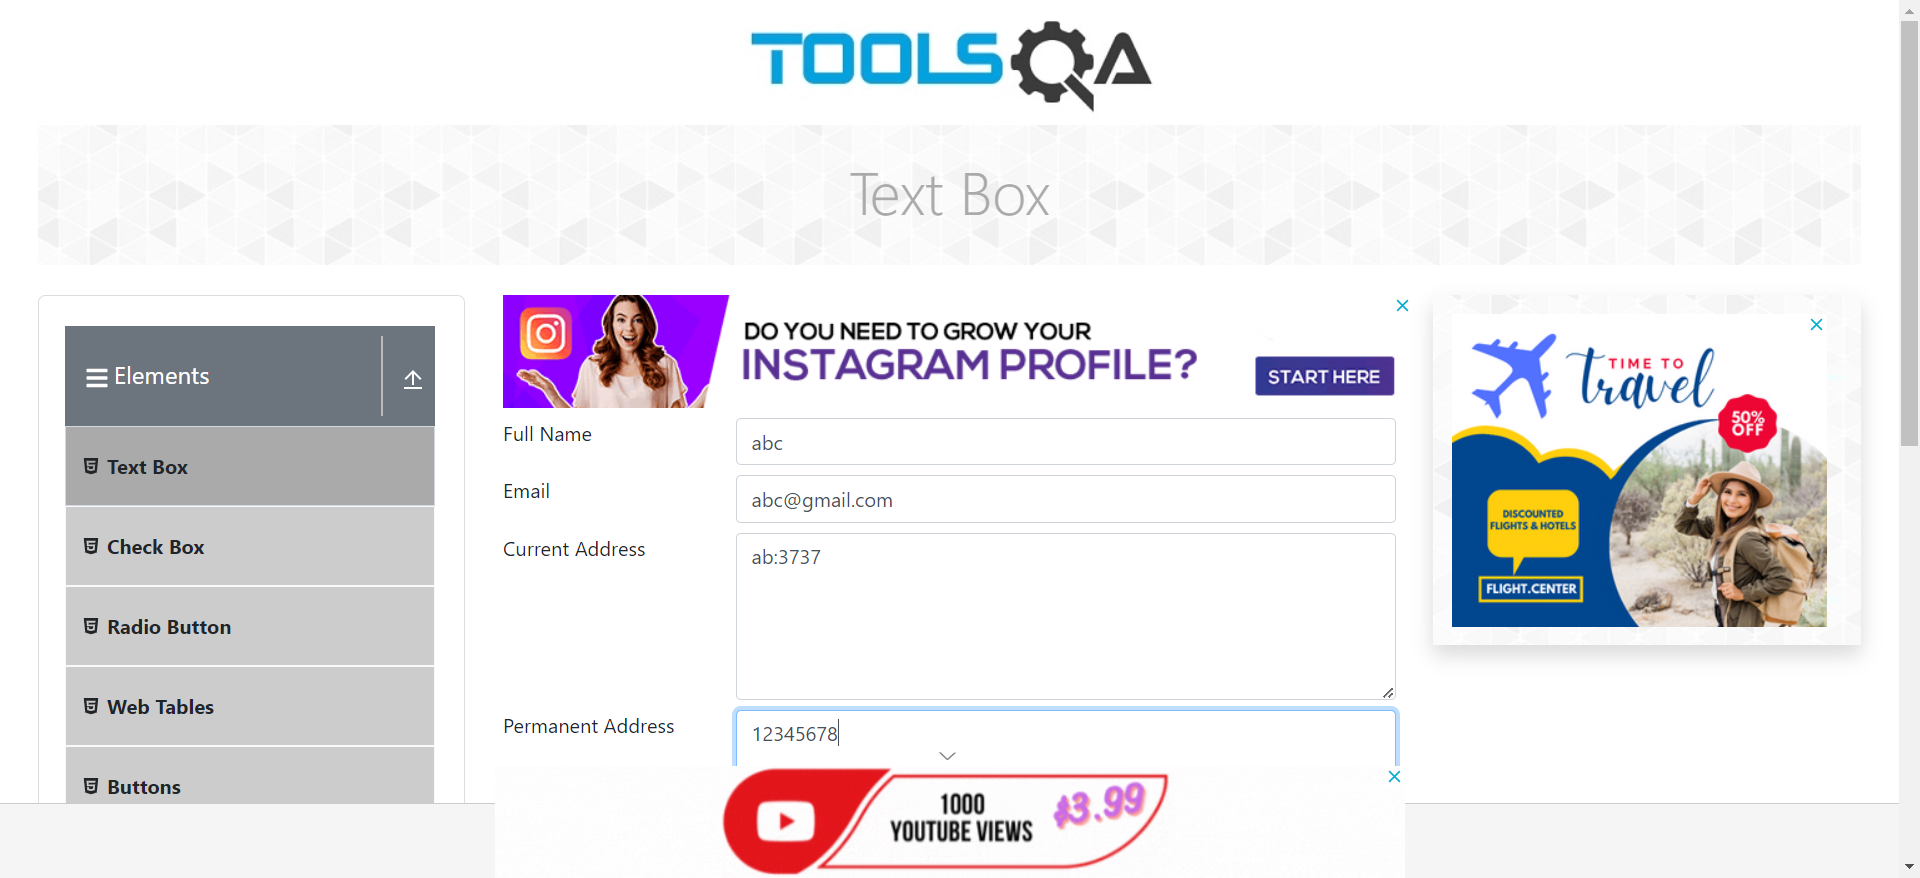 TOOLSQA
Text Box
Elements
Text Box
Check Box
Radio Button
Web Tables
Buttons
DO YOU NEED TO GROW YOUR
INSTAGRAM PROFILE?
START HERE
Full Name
abc
Email
abc@gmail.com
Current Address
ab:3737
Permanent Address
12345678
1000
YOUTUBE VIEWS
$3.99
TIME TO
travel
50%
OFF
DISCOUNTED
FLIGHTS & HOTELS
FLIGHT.CENTER